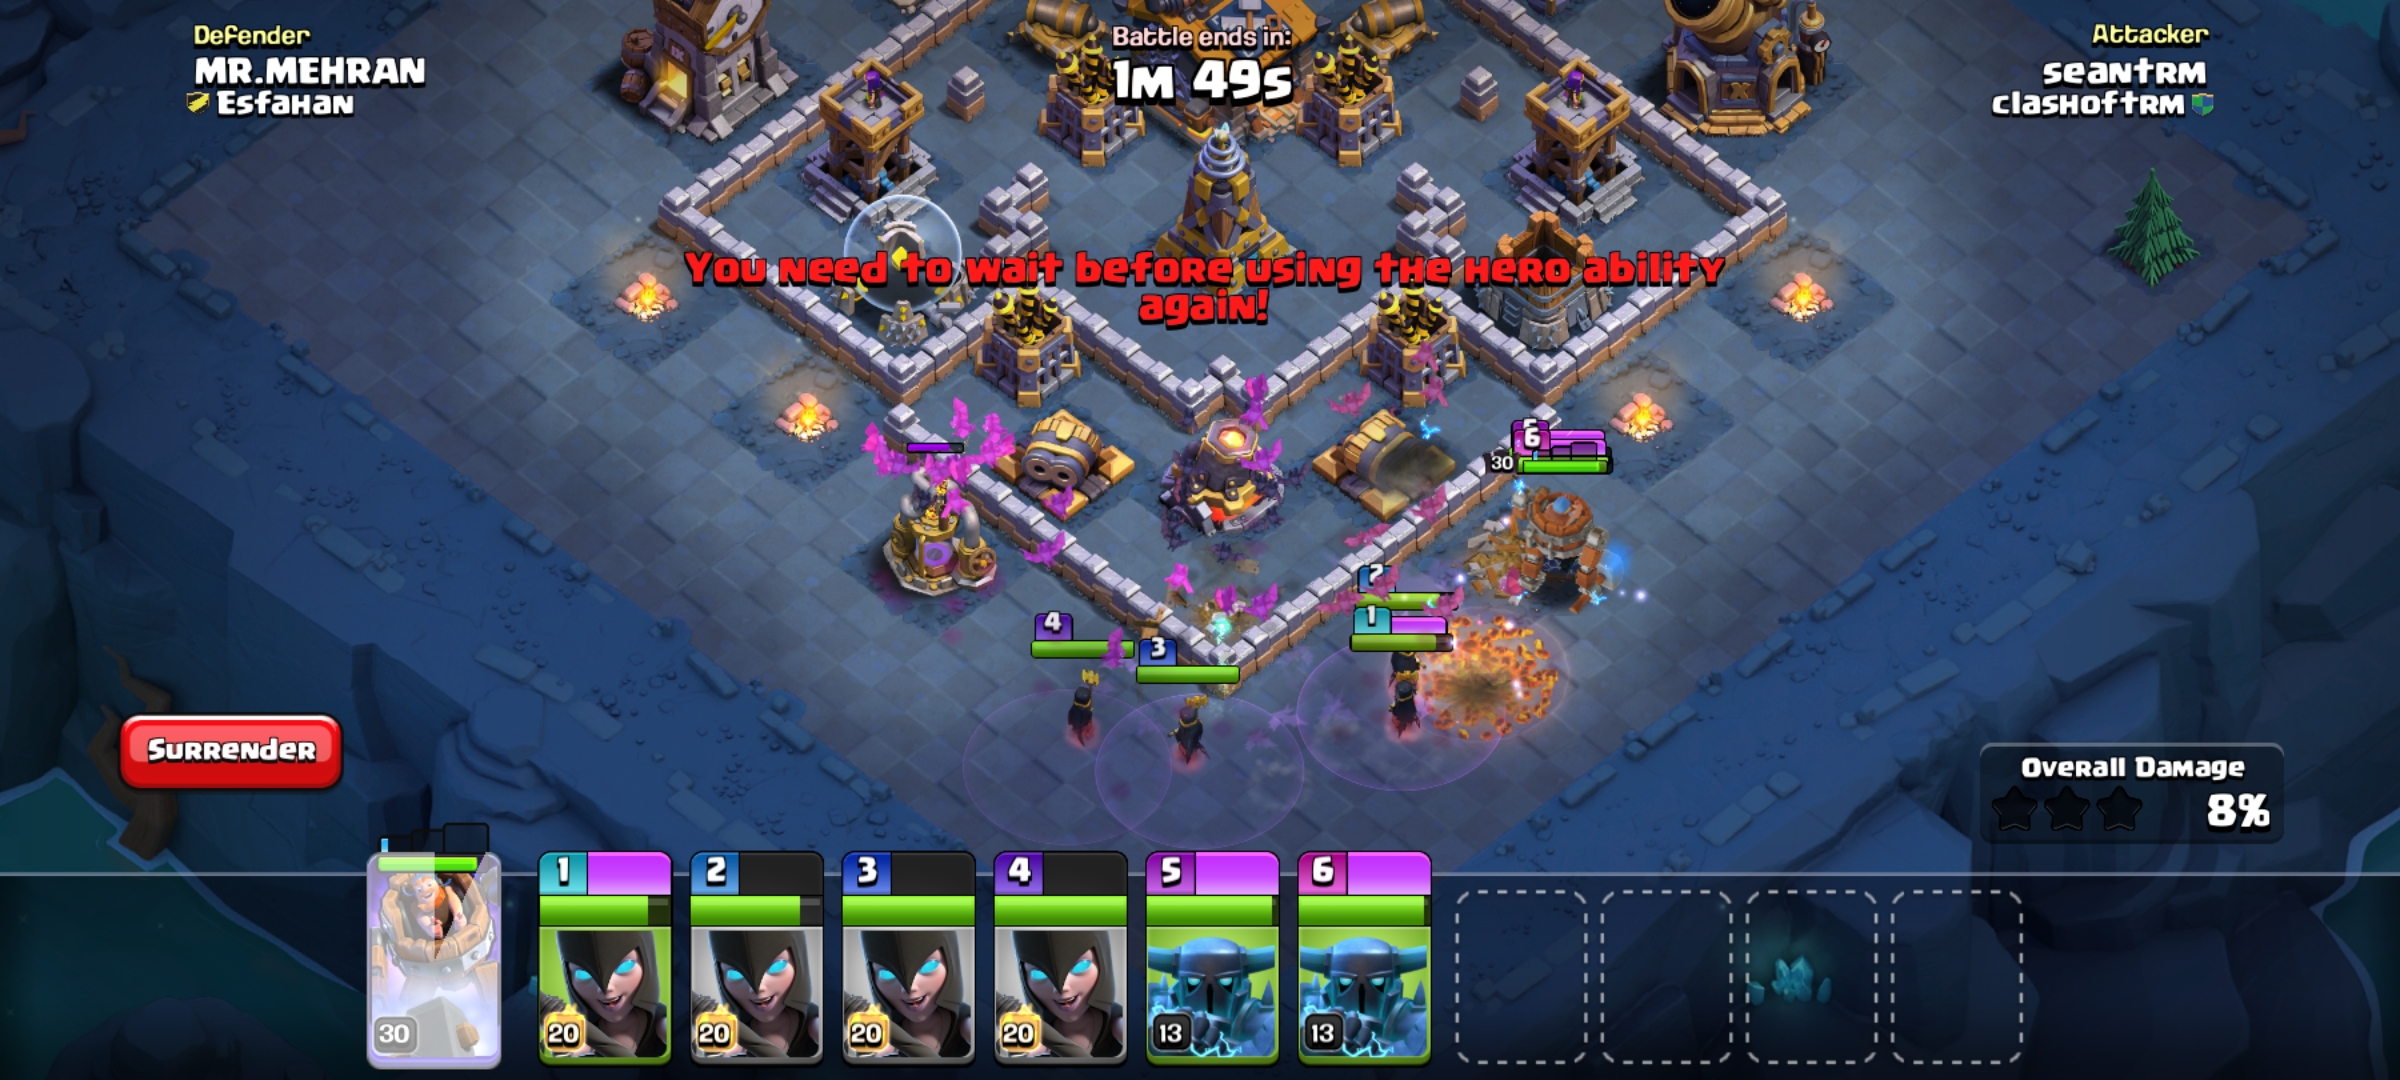 Defender
MR.MEHRAN
Esfahan
Battle ends in:
1M 49s
Attacker
seantrm
clashoftrm
You need to wait before using the hero ability
again!
6
30
2
1
4
3
Surrender
Overall Damage
8%
1
2
3
4
5
6
30
20
20
20
20
13
13